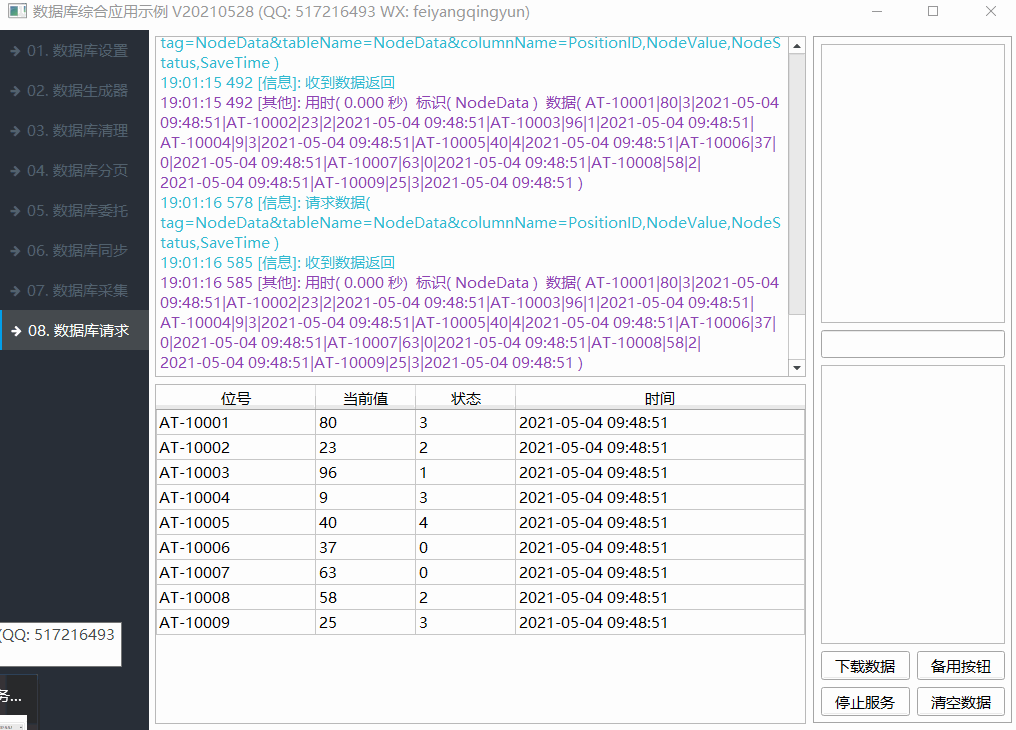 数据库综合应用示例 V20210528 (QQ: 517216493 WX: feiyangqingyun)
01. 数据库设置
02. 数据生成器
03. 数据库清理
04. 数据分页
05. 数据库委托
06. 数据库同步
07. 数据库采集
08. 数据库请求
(QQ: 517216493
务...
tag=NodeData&tableName=NodeData&columnName=PositionID,NodeValue,NodeS
tatus,SaveTime )
19:01:15 492 [信息]: 收到数据返回
19:01:15 492 [其他]: 用时( 0.000 秒) 标识( NodeData ) 数据( AT-10001|80|3|2021-05-04
09:48:51|AT-10002|23|2|2021-05-04 09:48:51|AT-10003|96|1|2021-05-04 09:48:51|
AT-10004|9|3|2021-05-04 09:48:51|AT-10005|40|4|2021-05-04 09:48:51|AT-10006|37|
0|2021-05-04 09:48:51|AT-10007|63|0|2021-05-04 09:48:51|AT-10008|58|2|
2021-05-04 09:48:51|AT-10009|25|3|2021-05-04 09:48:51 )
19:01:16 578 [信息]: 请求数据(
tag=NodeData&tableName=NodeData&columnName=PositionID,NodeValue,NodeS
tatus,SaveTime )
19:01:16 585 [信息]: 收到数据返回
19:01:16 585 [其他]: 用时( 0.000 秒) 标识( NodeData ) 数据( AT-10001|80|3|2021-05-04
09:48:51|AT-10002|23|2|2021-05-04 09:48:51|AT-10003|96|1|2021-05-04 09:48:51|
AT-10004|9|3|2021-05-04 09:48:51|AT-10005|40|4|2021-05-04 09:48:51|AT-10006|37|
0|2021-05-04 09:48:51|AT-10007|63|0|2021-05-04 09:48:51|AT-10008|58|2|
2021-05-04 09:48:51|AT-10009|25|3|2021-05-04 09:48:51 )
位号 当前值 状态 时间
AT-10001 80 3 2021-05-04 09:48:51
AT-10002 23 2 2021-05-04 09:48:51
AT-10003 96 1 2021-05-04 09:48:51
AT-10004 9 3 2021-05-04 09:48:51
AT-10005 40 4 2021-05-04 09:48:51
AT-10006 37 0 2021-05-04 09:48:51
AT-10007 63 0 2021-05-04 09:48:51
AT-10008 58 2 2021-05-04 09:48:51
AT-10009 25 3 2021-05-04 09:48:51
下载数据 备用按钮
停止服务 清空数据